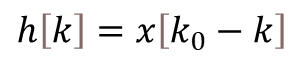 h[k] = x[k₀ − k]